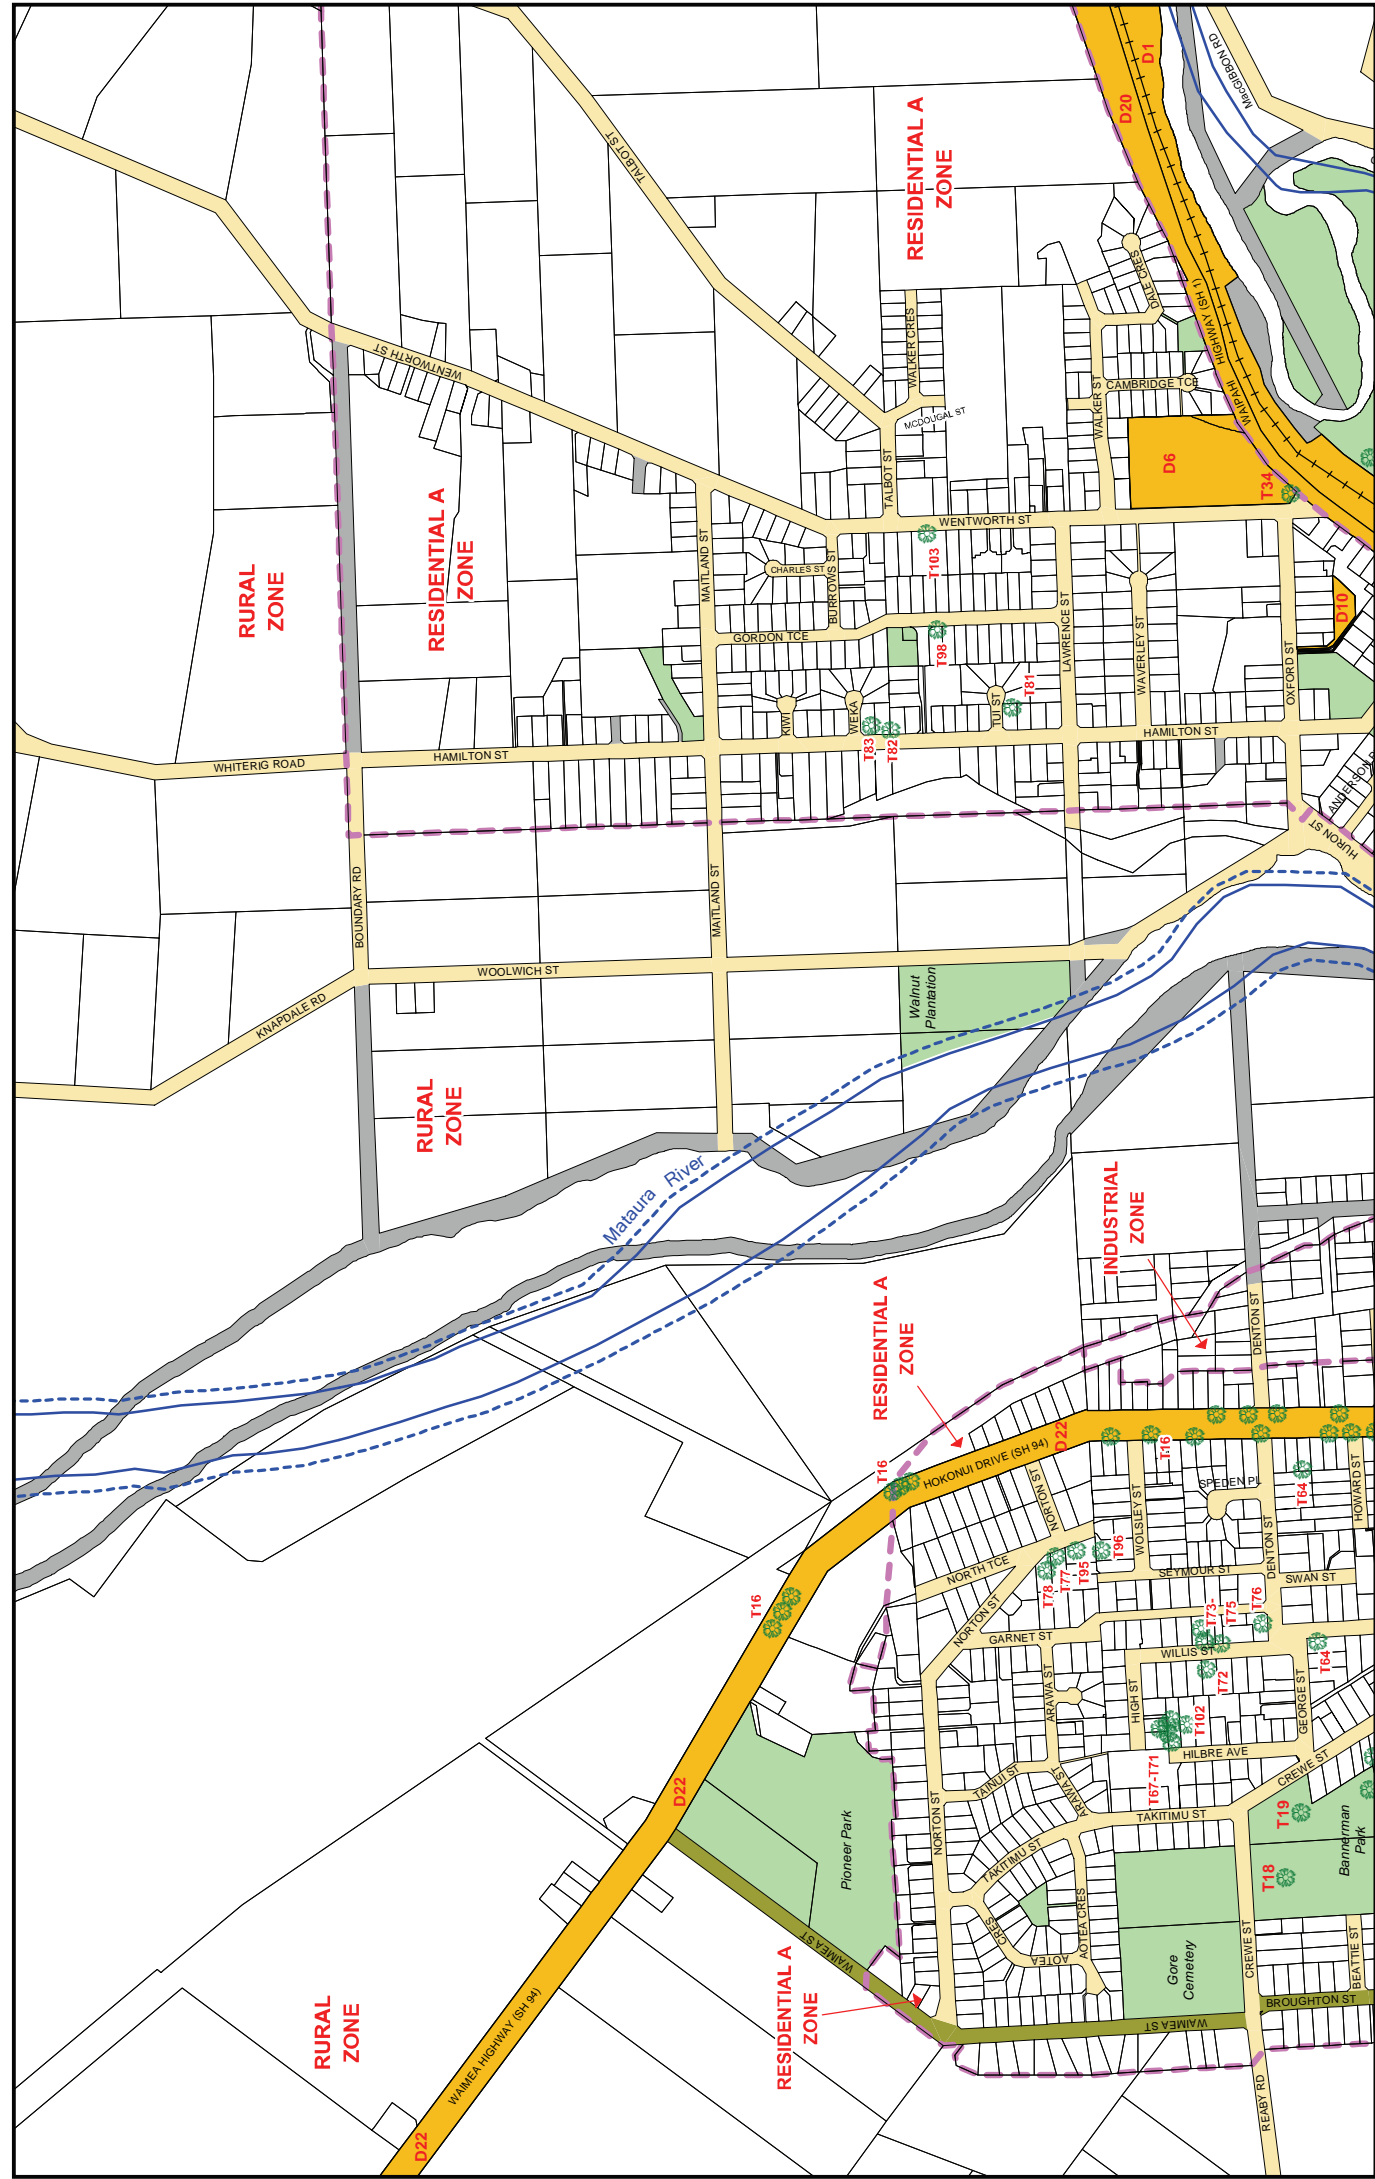 MacGIBBON RD
D1
D20
TALBOT ST
RESIDENTIAL A
ZONE
DALE CRES
WAIPAHI
HIGHWAY (SH 1)
WENTWORTH ST
WALKER CRES
CAMBRIDGE TCE
WALKER ST
MCDOUGAL ST
TALBOT ST
D6
T34
RURAL
ZONE
RESIDENTIAL A
ZONE
MAITLAND ST
CHARLES ST
BURROWS ST
WENTWORTH ST
T103
GORDON TCE
T98
LAWRENCE ST
WAVERLEY ST
OXFORD ST
D10
KIWI
WEKA
TUI ST
T81
T83
T82
WHITERIG ROAD
HAMILTON ST
HAMILTON ST
ANDERSON
HURON ST
BOUNDARY RD
MAITLAND ST
WOOLWICH ST
KNAPDALE RD
Walnut
Plantation
RURAL
ZONE
Mataura River
INDUSTRIAL
ZONE
RESIDENTIAL A
ZONE
DENTON ST
D22
T16
T16
HOKONUI DRIVE (SH 94)
NORTON ST
WOLSLEY ST
SPEDEN PL
T64
HOWARD ST
NORTH TCE
T78
T77
T95
T96
SEYMOUR ST
DENTON ST
SWAN ST
T16
NORTON ST
GARNET ST
T73-
T75
T76
WILLIS ST
T72
T64
ARAWA ST
HIGH ST
T102
GEORGE ST
HILBRE AVE
T67-T71
CREWE ST
D22
TAINUI ST
ARAWA ST
NORTON ST
TAKITIMU ST
TAKITIMU ST
T19
T18
Bannerman
Park
Pioneer Park
WAIMEA ST
CRES
AOTEA
AOTEA CRES
Gore
Cemetery
CREWE ST
BEATTIE ST
BROUGHTON ST
RESIDENTIAL A
ZONE
WAIMEA ST
RURAL
ZONE
WAIMEA HIGHWAY (SH 94)
D22
REABY RD